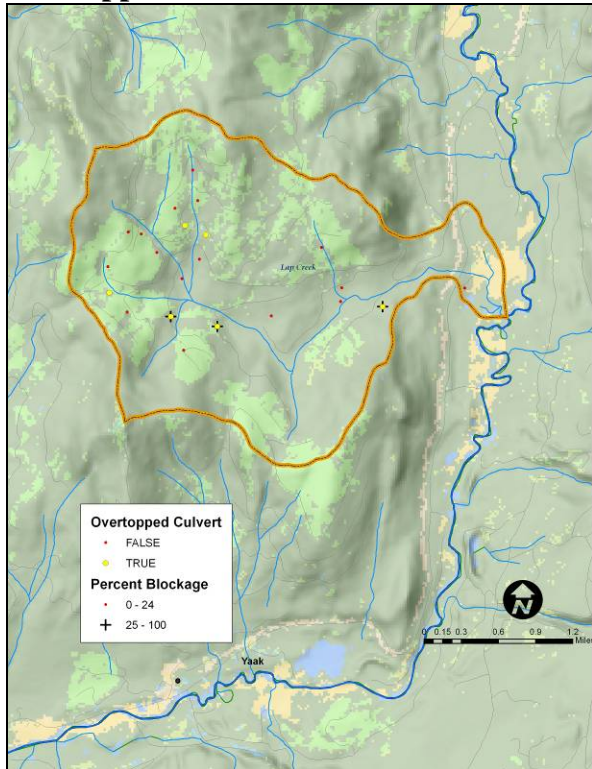 Lap Creek
Overtopped Culvert
FALSE
TRUE
Percent Blockage
0 - 24
25 - 100
N
0 0.15 0.3 0.6 0.9 1.2
Miles
Yaak